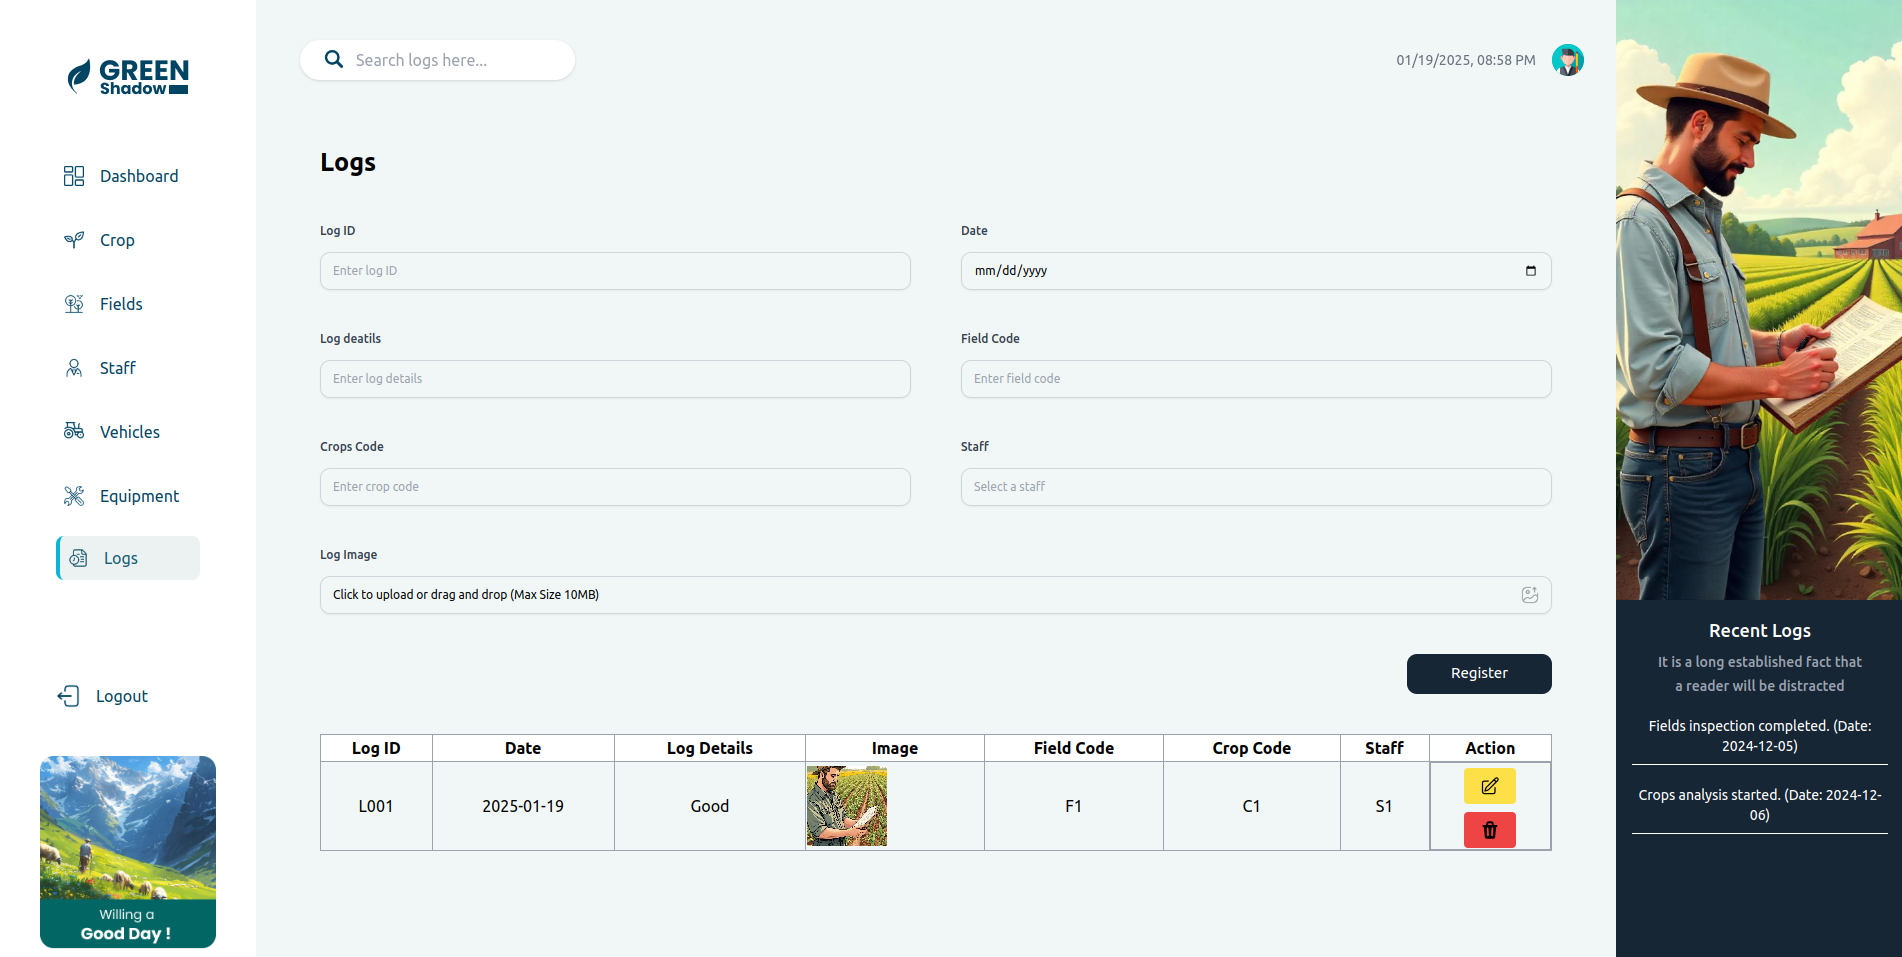 GREEN
Shadow
Dashboard
Crop
Fields
Staff
Vehicles
Equipment
Logs
Logout
Willing a
Good Day !
Search logs here...
01/19/2025, 08:58 PM
Logs
Log ID
Date
Enter log ID
mm/dd/yyyy
Log deatils
Field Code
Enter log details
Enter field code
Crops Code
Staff
Enter crop code
Select a staff
Log Image
Click to upload or drag and drop (Max Size 10MB)
Register
Log ID Date Log Details Image Field Code Crop Code Staff Action
L001 2025-01-19 Good F1 C1 S1
Recent Logs
It is a long established fact that
a reader will be distracted
Fields inspection completed. (Date:
2024-12-05)
Crops analysis started. (Date: 2024-12-
06)